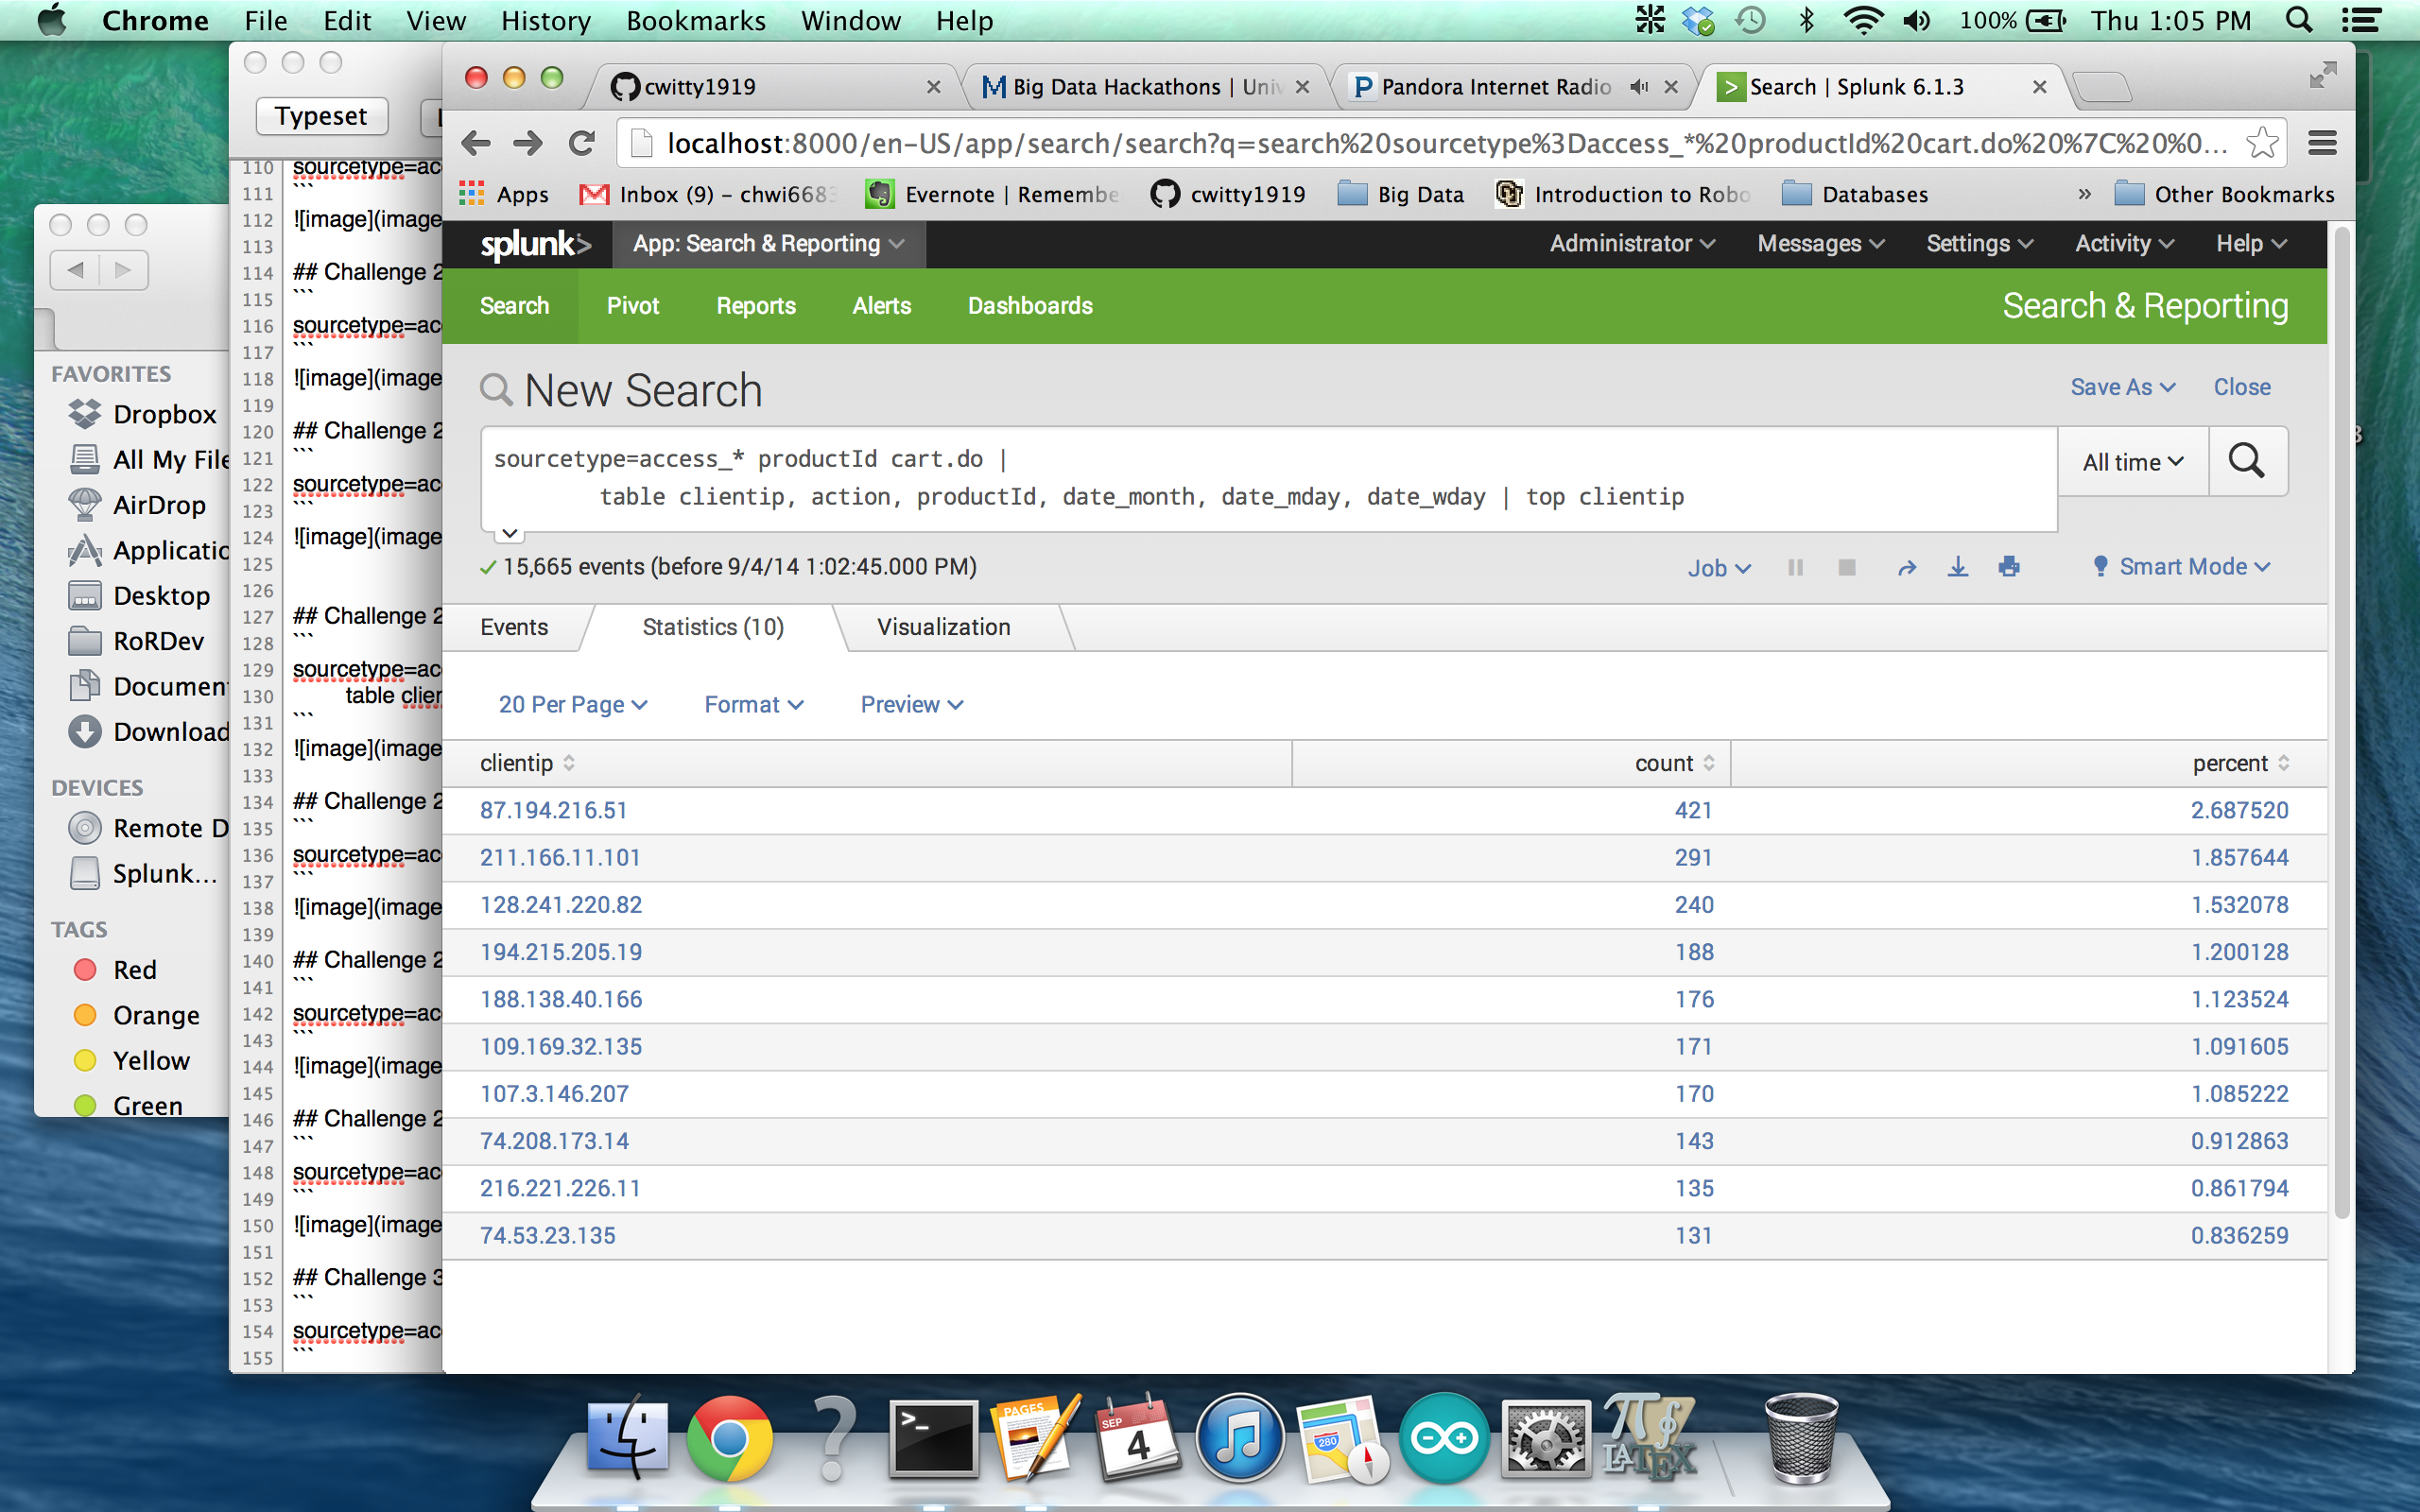 Chrome File Edit View History Bookmarks Window Help 100% Thu 1:05 PM
cwitty1919 Big Data Hackathons | Univ Pandora Internet Radio Search | Splunk 6.1.3
localhost:8000/en-US/app/search/search?q=search%20sourcetype%3Daccess_*%20productId%20cart.do%20%7C%20%0...
Apps Inbox (9) – chwi6683 Evernote | Remembe cwitty1919 Big Data Introduction to Robo Databases » Other Bookmarks
splunk> App: Search & Reporting Administrator Messages Settings Activity Help
Search Pivot Reports Alerts Dashboards Search & Reporting
New Search Save As Close
sourcetype=access_* productId cart.do |
table clientip, action, productId, date_month, date_mday, date_wday | top clientip
All time
15,665 events (before 9/4/14 1:02:45.000 PM) Job Smart Mode
Events Statistics (10) Visualization
20 Per Page Format Preview
clientip count percent
87.194.216.51 421 2.687520
211.166.11.101 291 1.857644
128.241.220.82 240 1.532078
194.215.205.19 188 1.200128
188.138.40.166 176 1.123524
109.169.32.135 171 1.091605
107.3.146.207 170 1.085222
74.208.173.14 143 0.912863
216.221.226.11 135 0.861794
74.53.23.135 131 0.836259
Typeset
110 sourcetype=ac
111 ```
112 ![image](image
113
114 ## Challenge 2
115 ```
116 sourcetype=ac
117 ```
118 ![image](image
119
120 ## Challenge 2
121 ```
122 sourcetype=ac
123 ```
124 ![image](image
125
126
127 ## Challenge 2
128 ```
129 sourcetype=ac
130 table clier
131 ```
132 ![image](image
133
134 ## Challenge 2
135 ```
136 sourcetype=ac
137 ```
138 ![image](image
139
140 ## Challenge 2
141 ```
142 sourcetype=ac
143 ```
144 ![image](image
145
146 ## Challenge 2
147 ```
148 sourcetype=ac
149 ```
150 ![image](image
151
152 ## Challenge 3
153 ```
154 sourcetype=ac
155 ```
FAVORITES
Dropbox
All My File
AirDrop
Applicatio
Desktop
RoRDev
Documen
Download
DEVICES
Remote D
Splunk...
TAGS
Red
Orange
Yellow
Green
PAGES
SEP
4
280
LATEX